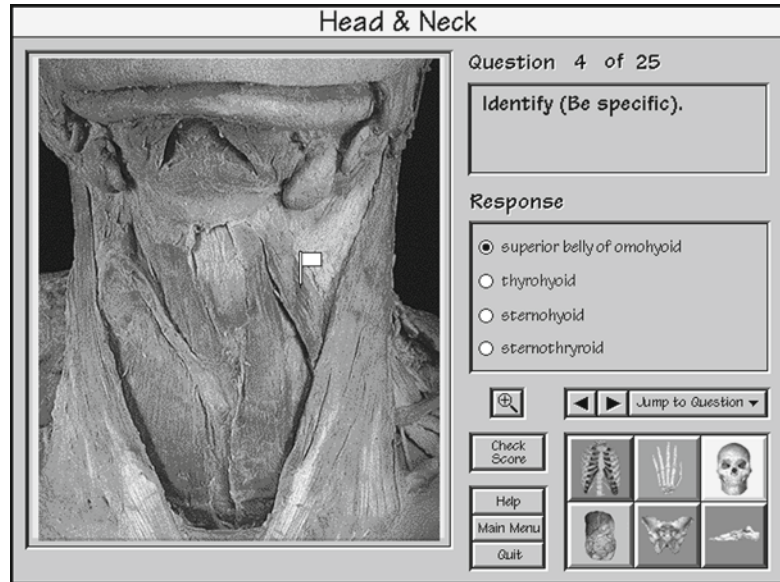 Head & Neck
Question 4 of 25
Identify (Be specific).
Response
superior belly of omohyoid
thyrohyoid
sternohyoid
sternothryroid
Jump to Question
Check
Score
Help
Main Menu
Quit